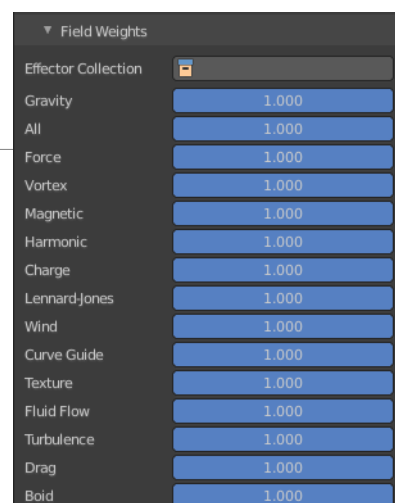 Field Weights
Effector Collection
Gravity 1.000
All 1.000
Force 1.000
Vortex 1.000
Magnetic 1.000
Harmonic 1.000
Charge 1.000
Lennard-Jones 1.000
Wind 1.000
Curve Guide 1.000
Texture 1.000
Fluid Flow 1.000
Turbulence 1.000
Drag 1.000
Boid 1.000